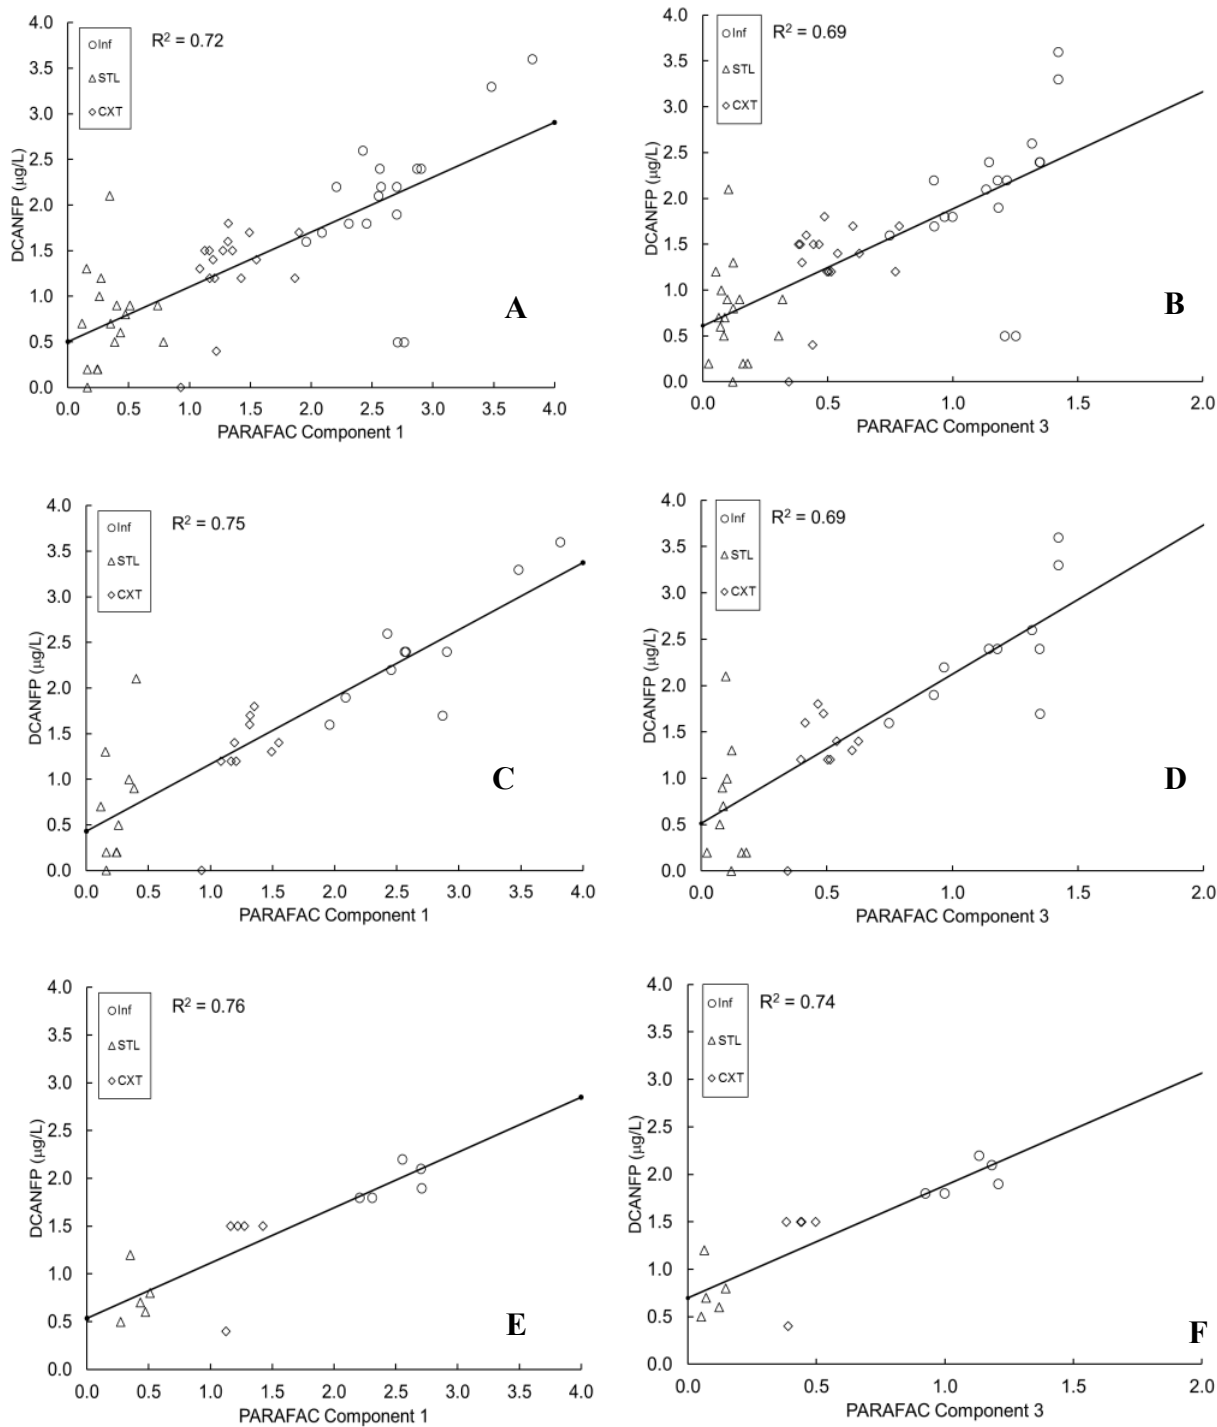 4.0
3.5
3.0
2.5
2.0
1.5
1.0
0.5
0.0
DCANFP (µg/L)
Inf
STL
CXT
R² = 0.72
A
0.0 0.5 1.0 1.5 2.0 2.5 3.0 3.5 4.0
PARAFAC Component 1
4.0
3.5
3.0
2.5
2.0
1.5
1.0
0.5
0.0
DCANFP (µg/L)
Inf
STL
CXT
R² = 0.69
B
0.0 0.5 1.0 1.5 2.0
PARAFAC Component 3
4.0
3.5
3.0
2.5
2.0
1.5
1.0
0.5
0.0
DCANFP (µg/L)
Inf
STL
CXT
R² = 0.75
C
0.0 0.5 1.0 1.5 2.0 2.5 3.0 3.5 4.0
PARAFAC Component 1
4.0
3.5
3.0
2.5
2.0
1.5
1.0
0.5
0.0
DCANFP (µg/L)
Inf
STL
CXT
R² = 0.69
D
0.0 0.5 1.0 1.5 2.0
PARAFAC Component 3
4.0
3.5
3.0
2.5
2.0
1.5
1.0
0.5
0.0
DCANFP (µg/L)
Inf
STL
CXT
R² = 0.76
E
0.0 0.5 1.0 1.5 2.0 2.5 3.0 3.5 4.0
PARAFAC Component 1
4.0
3.5
3.0
2.5
2.0
1.5
1.0
0.5
0.0
DCANFP (µg/L)
Inf
STL
CXT
R² = 0.74
F
0.0 0.5 1.0 1.5 2.0
PARAFAC Component 3